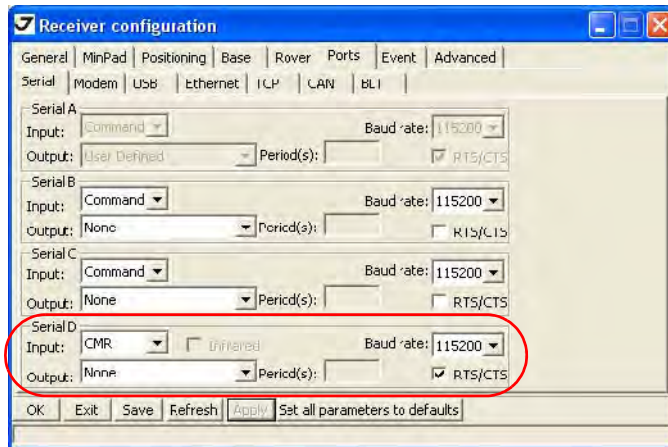 Receiver configuration
General MinPad Positioning Base Rover Ports Event Advanced
Serial Modem USB Ethernet TCP CAN BLT
Serial A
Input: Command Baud rate: 115200
Output: User Defined Period(s): RTS/CTS
Serial B
Input: Command Baud rate: 115200
Output: None Period(s): RTS/CTS
Serial C
Input: Command Baud rate: 115200
Output: None Period(s): RTS/CTS
Serial D
Input: CMR Infrared Baud rate: 115200
Output: None Period(s): RTS/CTS
OK Exit Save Refresh Apply Set all parameters to defaults